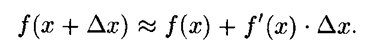 f(x + Δx) ≈ f(x) + f′(x) · Δx.